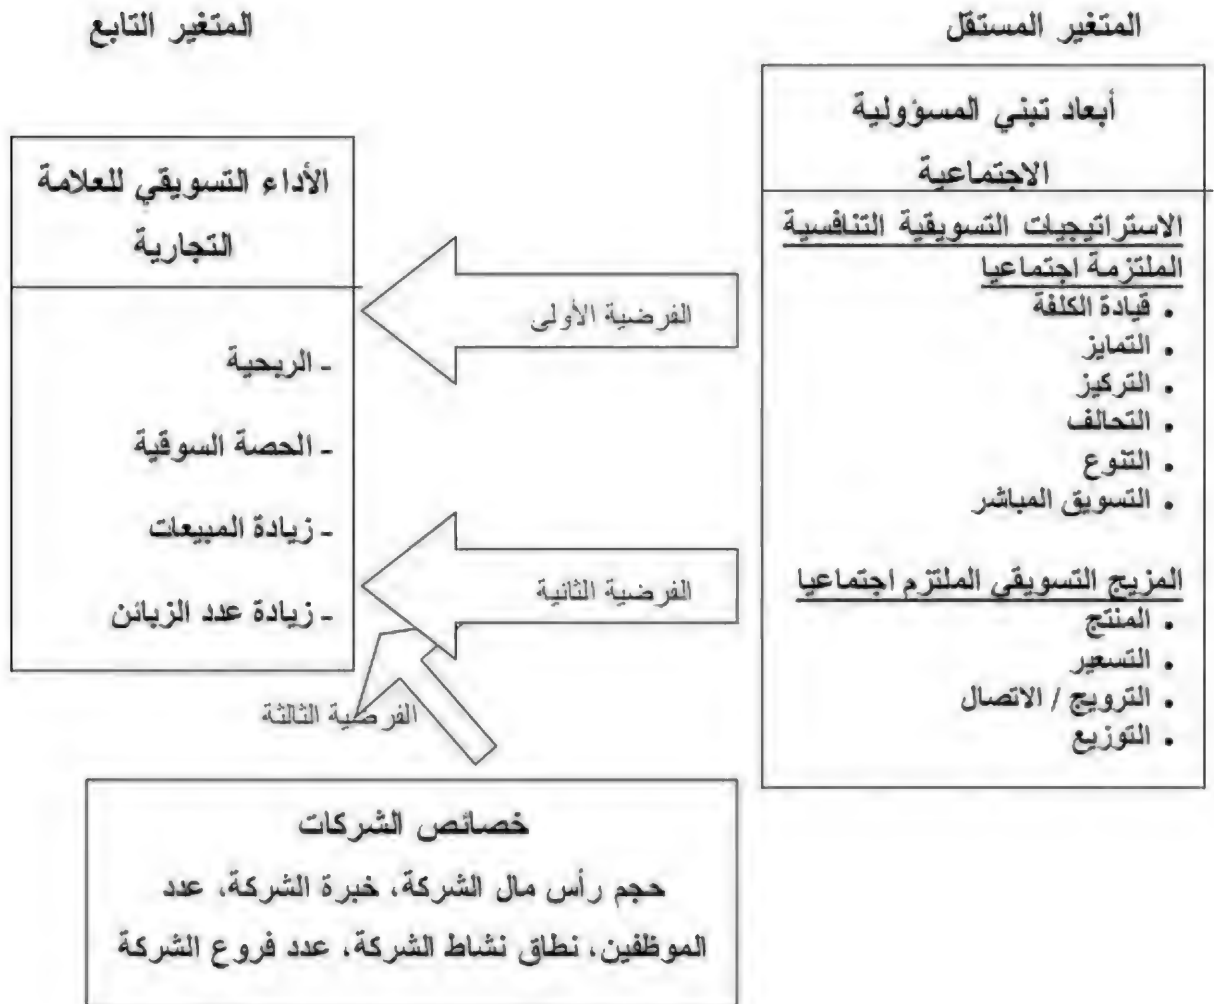 المتغير المستقل
المتغير التابع
أبعاد تبني المسؤولية
الاجتماعية
الاستراتيجيات التسويقية التنافسية
الملتزمة اجتماعيا
• قيادة الكلفة
• التمايز
• التركيز
• التحالف
• التنوع
• التسويق المباشر
المزيج التسويقي الملتزم اجتماعيا
• المنتج
• التسعير
• الترويج / الاتصال
• التوزيع
الفرضية الأولى
الفرضية الثانية
الأداء التسويقي للعلامة
التجارية
- الربحية
- الحصة السوقية
- زيادة المبيعات
- زيادة عدد الزبائن
الفرضية الثالثة
خصائص الشركات
حجم رأس مال الشركة، خبرة الشركة، عدد
الموظفين، نطاق نشاط الشركة، عدد فروع الشركة